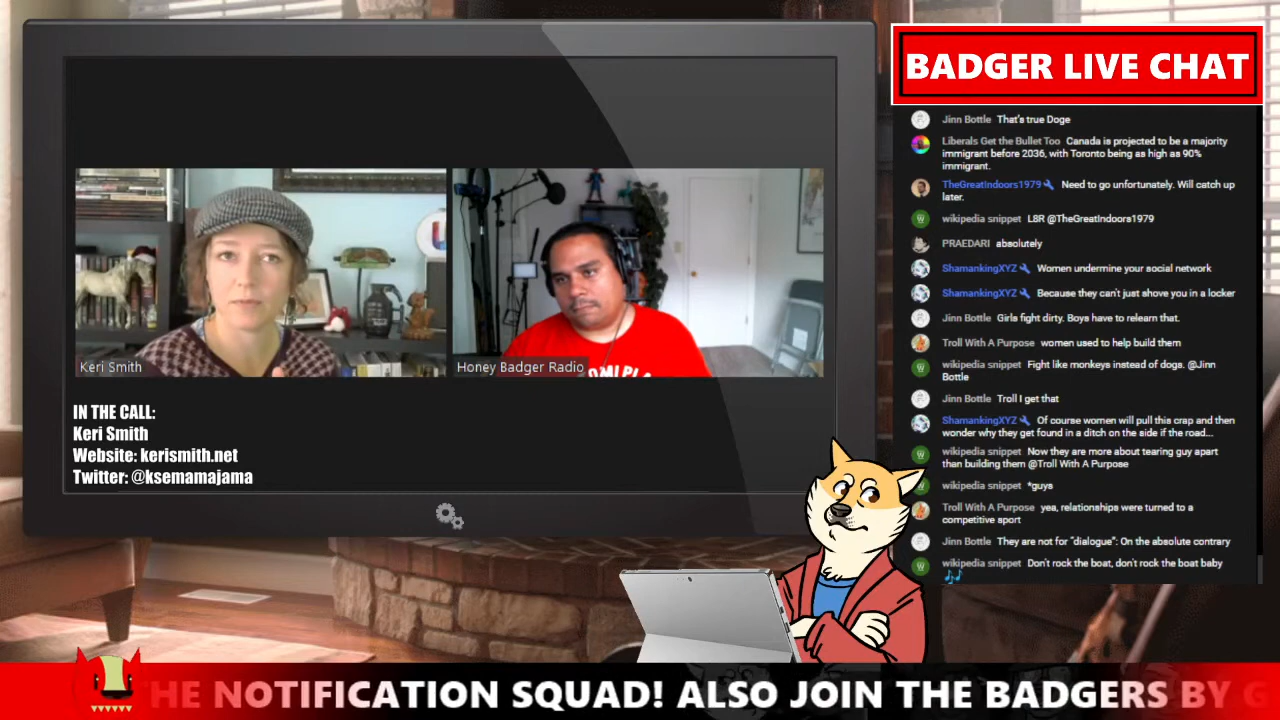 BADGER LIVE CHAT
Jinn Bottle That's true Doge
Liberals Get the Bullet Too Canada is projected to be a majority
immigrant before 2036, with Toronto being as high as 90%
immigrant.
TheGreatIndoors1979 Need to go unfortunately. Will catch up
later.
wikipedia snippet L8R @TheGreatIndoors1979
PRAEDARI absolutely
ShamankingXYZ Women undermine your social network
ShamankingXYZ Because they can't just shove you in a locker
Jinn Bottle Girls fight dirty. Boys have to relearn that.
Troll With A Purpose women used to help build them
wikipedia snippet Fight like monkeys instead of dogs. @Jinn
Bottle
Jinn Bottle Troll I get that
ShamankingXYZ Of course women will pull this crap and then
wonder why they get found in a ditch on the side if the road...
wikipedia snippet Now they are more about tearing guy apart
than building them @Troll With A Purpose
wikipedia snippet *guys
Troll With A Purpose yea, relationships were turned to a
competitive sport
Jinn Bottle They are not for "dialogue": On the absolute contrary
wikipedia snippet Don't rock the boat, don't rock the boat baby
Keri Smith
Honey Badger Radio
IN THE CALL:
Keri Smith
Website: kerismith.net
Twitter: @ksemamajama
HE NOTIFICATION SQUAD! ALSO JOIN THE BADGERS BY G